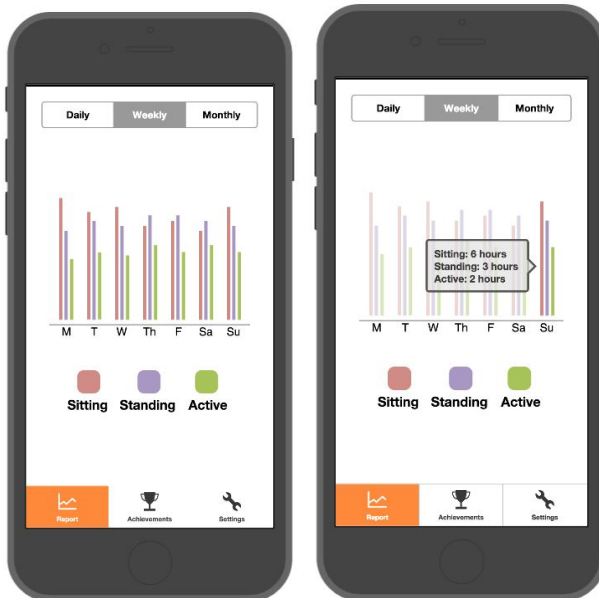 Daily Weekly Monthly
M T W Th F Sa Su
Sitting Standing Active
Report Achievements Settings
Daily Weekly Monthly
Sitting: 6 hours
Standing: 3 hours
Active: 2 hours
M T W Th F Sa Su
Sitting Standing Active
Report Achievements Settings